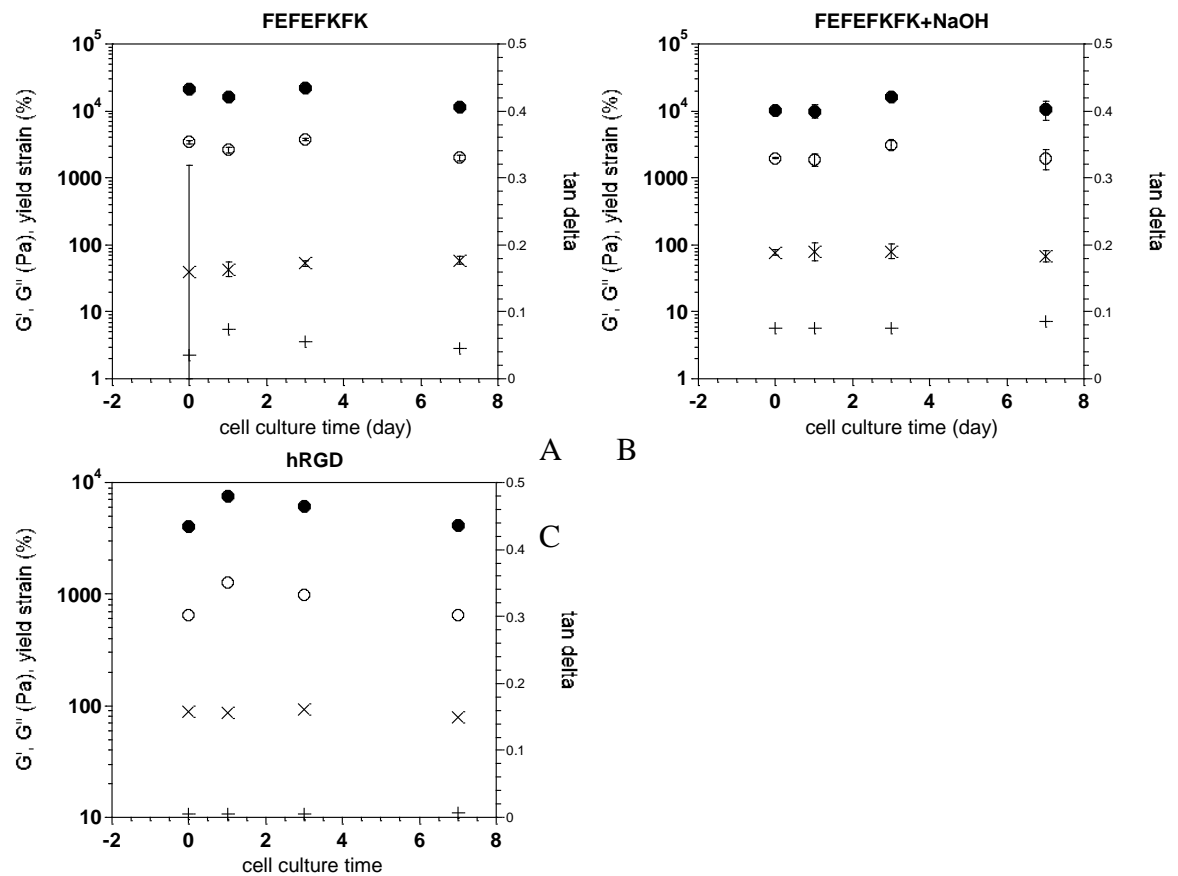 FEFEFKFK
10^5
10^4
1000
100
10
1
0.5
0.4
0.3
0.2
0.1
0
-2 0 2 4 6 8
G', G'' (Pa), yield strain (%)
tan delta
cell culture time (day)
FEFEFKFK+NaOH
10^5
10^4
1000
100
10
1
0.5
0.4
0.3
0.2
0.1
0
-2 0 2 4 6 8
G', G'' (Pa), yield strain (%)
tan delta
cell culture time (day)
A B
hRGD
10^4
1000
100
10
0.5
0.4
0.3
0.2
0.1
0
-2 0 2 4 6 8
G', G'' (Pa), yield strain (%)
tan delta
cell culture time
C